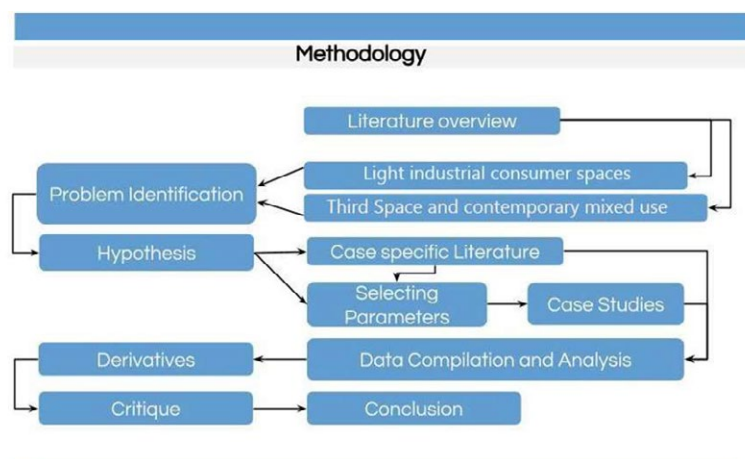 Methodology
Literature overview
Light industrial consumer spaces
Problem Identification
Third Space and contemporary mixed use
Hypothesis
Case specific Literature
Selecting
Parameters
Case Studies
Derivatives
Data Compilation and Analysis
Critique
Conclusion